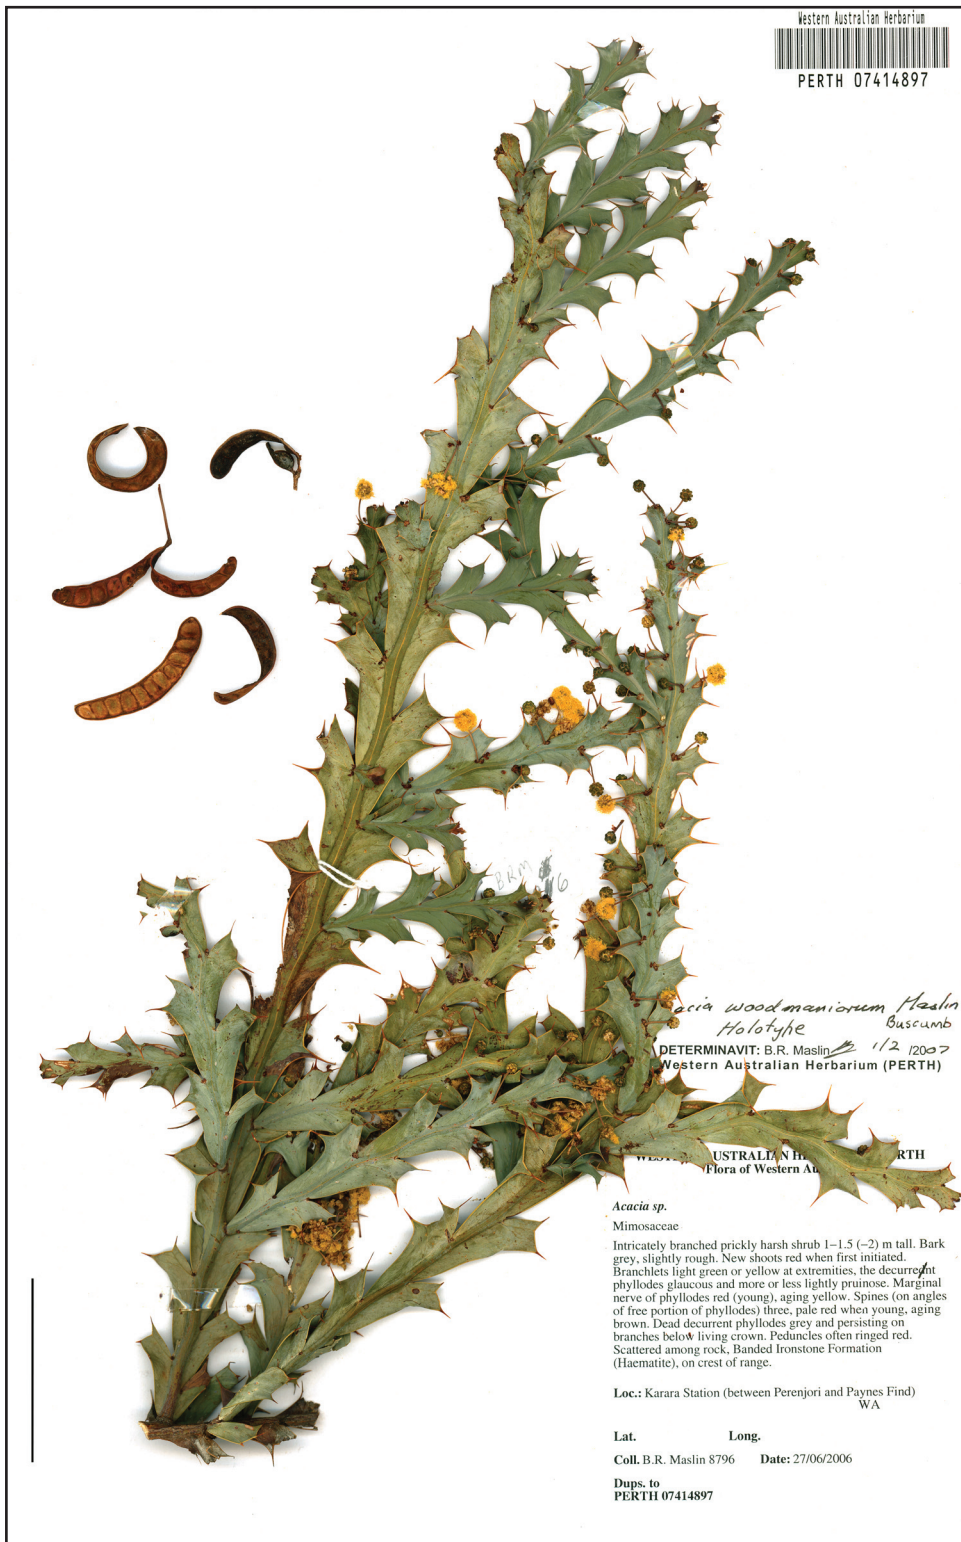 Western Australian Herbarium
PERTH 07414897
BRM
acia woodmaniorum Maslin
Buscumb
Holotype
DETERMINAVIT: B.R. Maslin 1/2 /2007
Western Australian Herbarium (PERTH)
USTRALIAN H RTH
Flora of Western Au
Acacia sp.
Mimosaceae
Intricately branched prickly harsh shrub 1–1.5 (–2) m tall. Bark
grey, slightly rough. New shoots red when first initiated.
Branchlets light green or yellow at extremities, the decurrent
phyllodes glaucous and more or less lightly pruinose. Marginal
nerve of phyllodes red (young), aging yellow. Spines (on angles
of free portion of phyllodes) three, pale red when young, aging
brown. Dead decurrent phyllodes grey and persisting on
branches below living crown. Peduncles often ringed red.
Scattered among rock, Banded Ironstone Formation
(Haematite), on crest of range.
Loc.: Karara Station (between Perenjori and Paynes Find)
WA
Lat. Long.
Coll. B.R. Maslin 8796 Date: 27/06/2006
Dups. to
PERTH 07414897